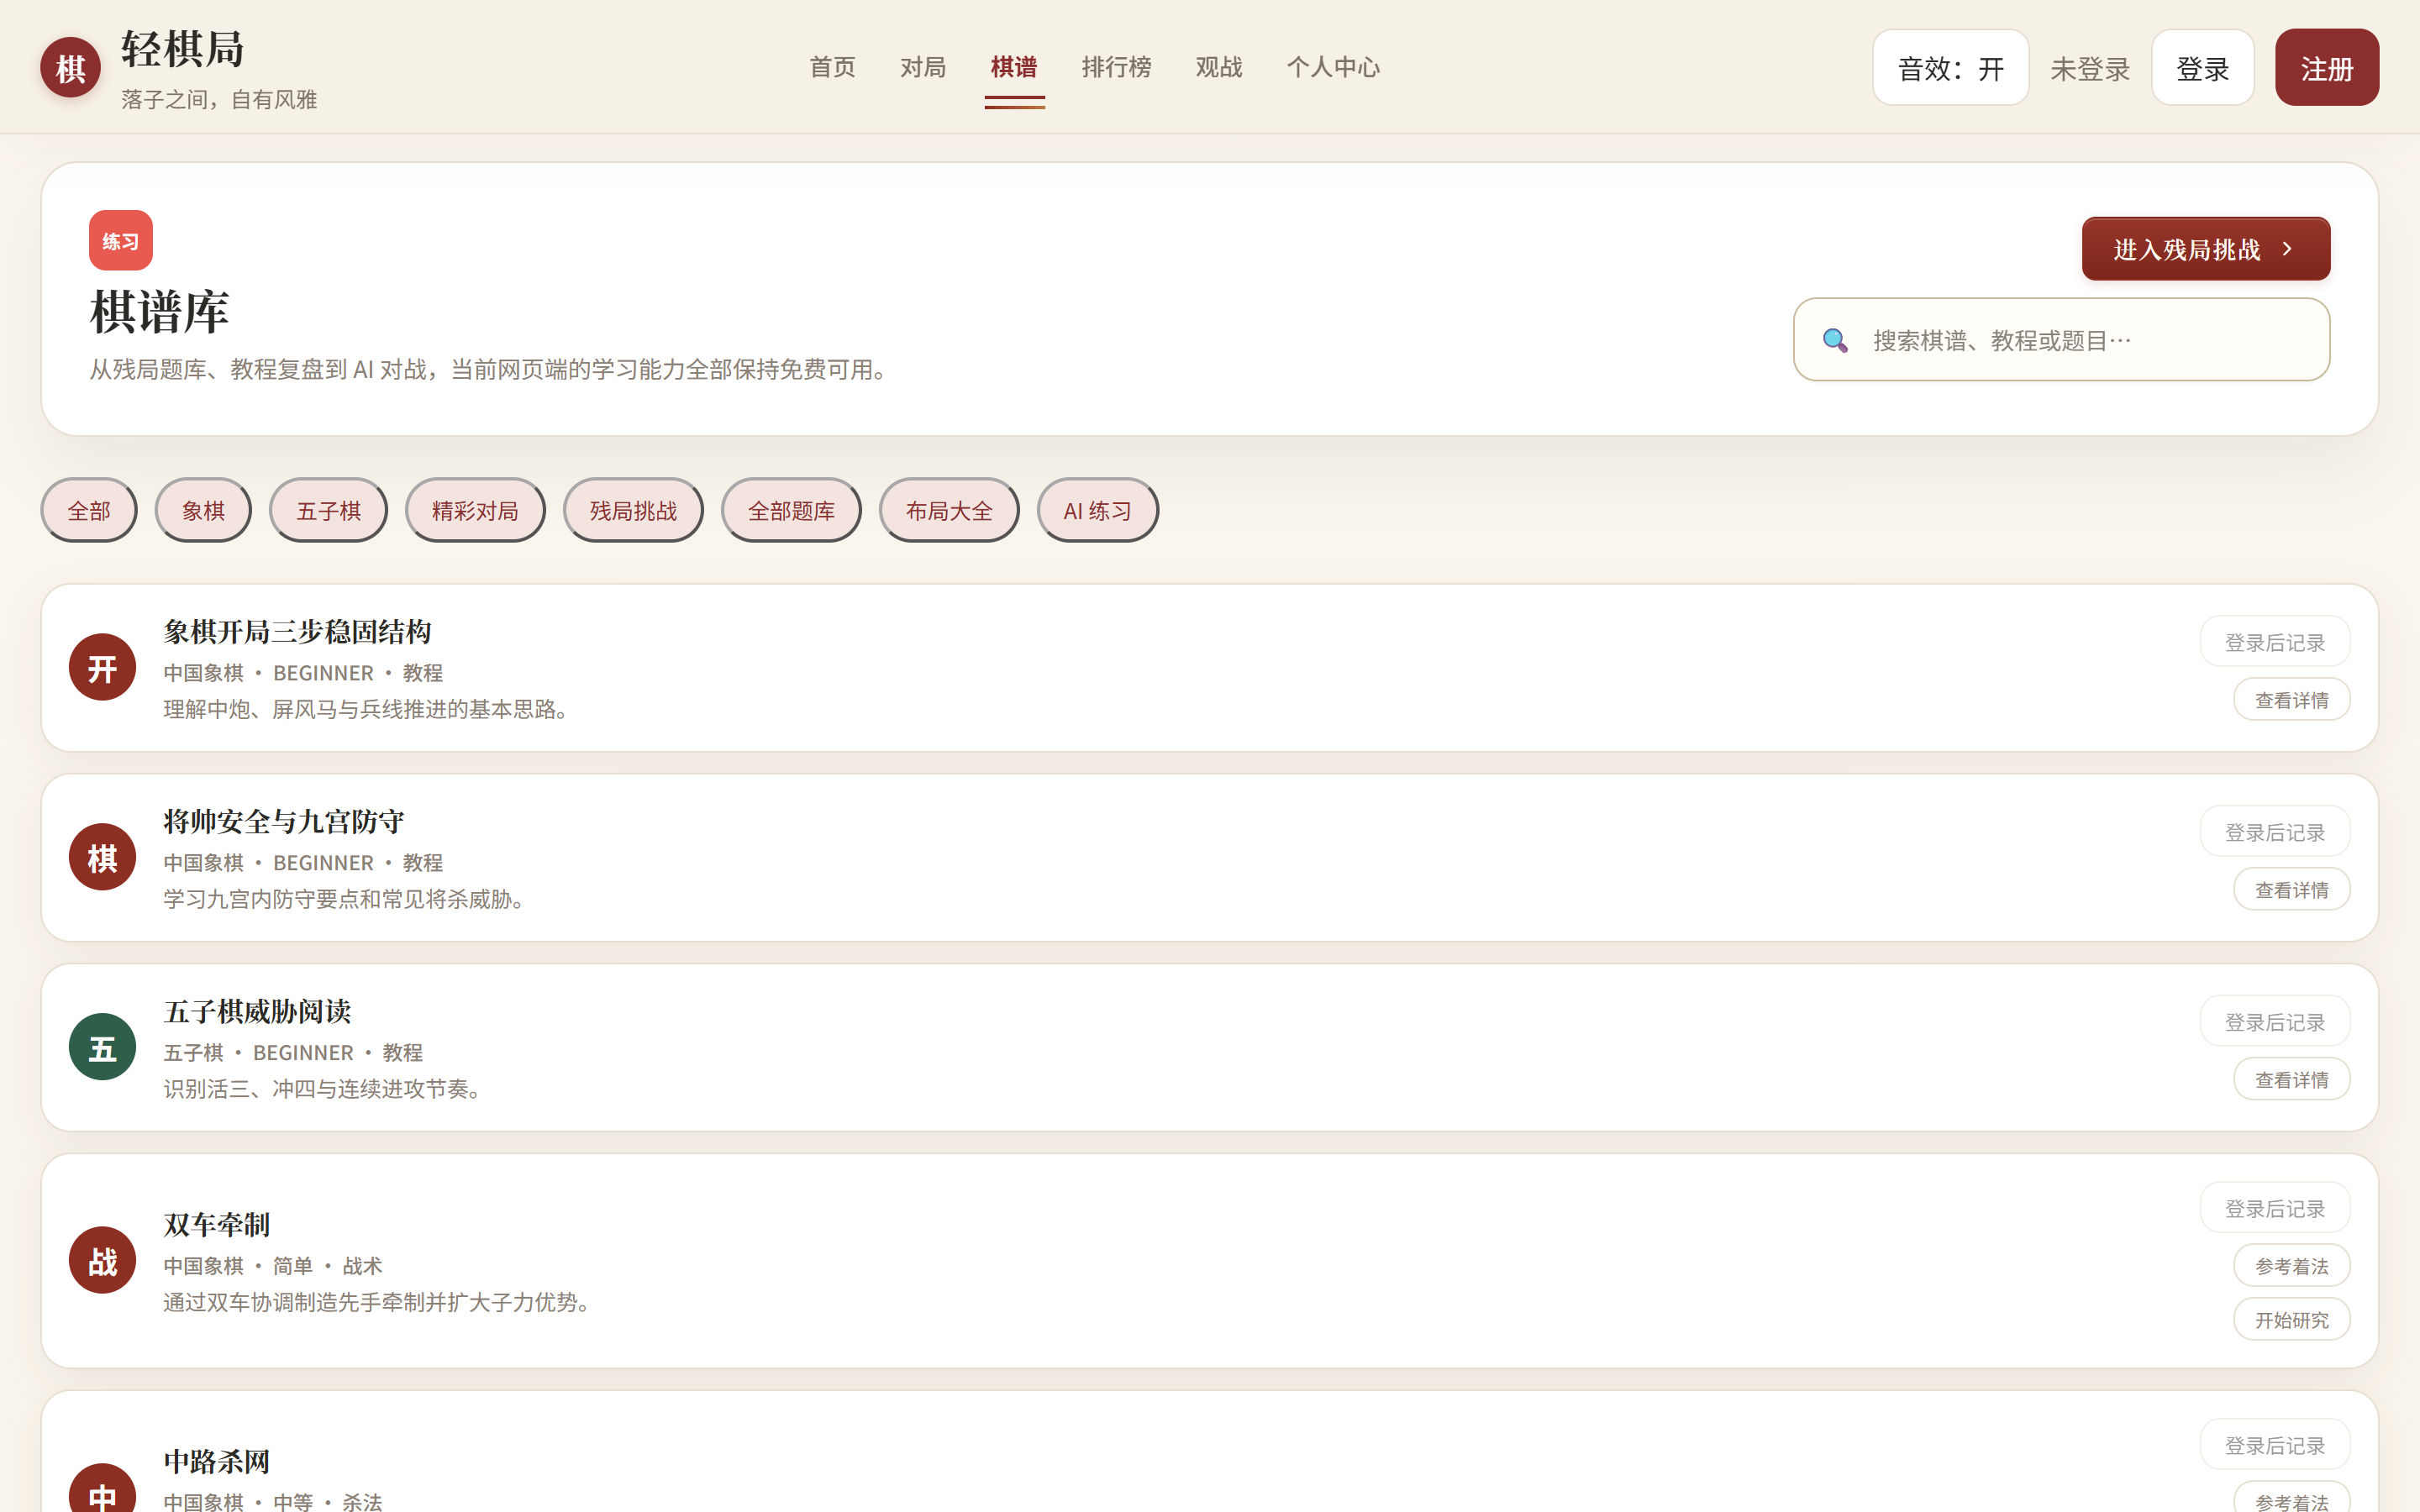 棋
轻棋局
落子之间，自有风雅
首页
对局
棋谱
排行榜
观战
个人中心
音效：开
未登录
登录
注册
练习
棋谱库
从残局题库、教程复盘到 AI 对战，当前网页端的学习能力全部保持免费可用。
进入残局挑战
搜索棋谱、教程或题目…
全部
象棋
五子棋
精彩对局
残局挑战
全部题库
布局大全
AI 练习
开
象棋开局三步稳固结构
中国象棋 • BEGINNER • 教程
理解中炮、屏风马与兵线推进的基本思路。
登录后记录
查看详情
棋
将帅安全与九宫防守
中国象棋 • BEGINNER • 教程
学习九宫内防守要点和常见将杀威胁。
登录后记录
查看详情
五
五子棋威胁阅读
五子棋 • BEGINNER • 教程
识别活三、冲四与连续进攻节奏。
登录后记录
查看详情
战
双车牵制
中国象棋 • 简单 • 战术
通过双车协调制造先手牵制并扩大子力优势。
登录后记录
参考着法
开始研究
中
中路杀网
中国象棋 • 中等 • 杀法
登录后记录
参考着法